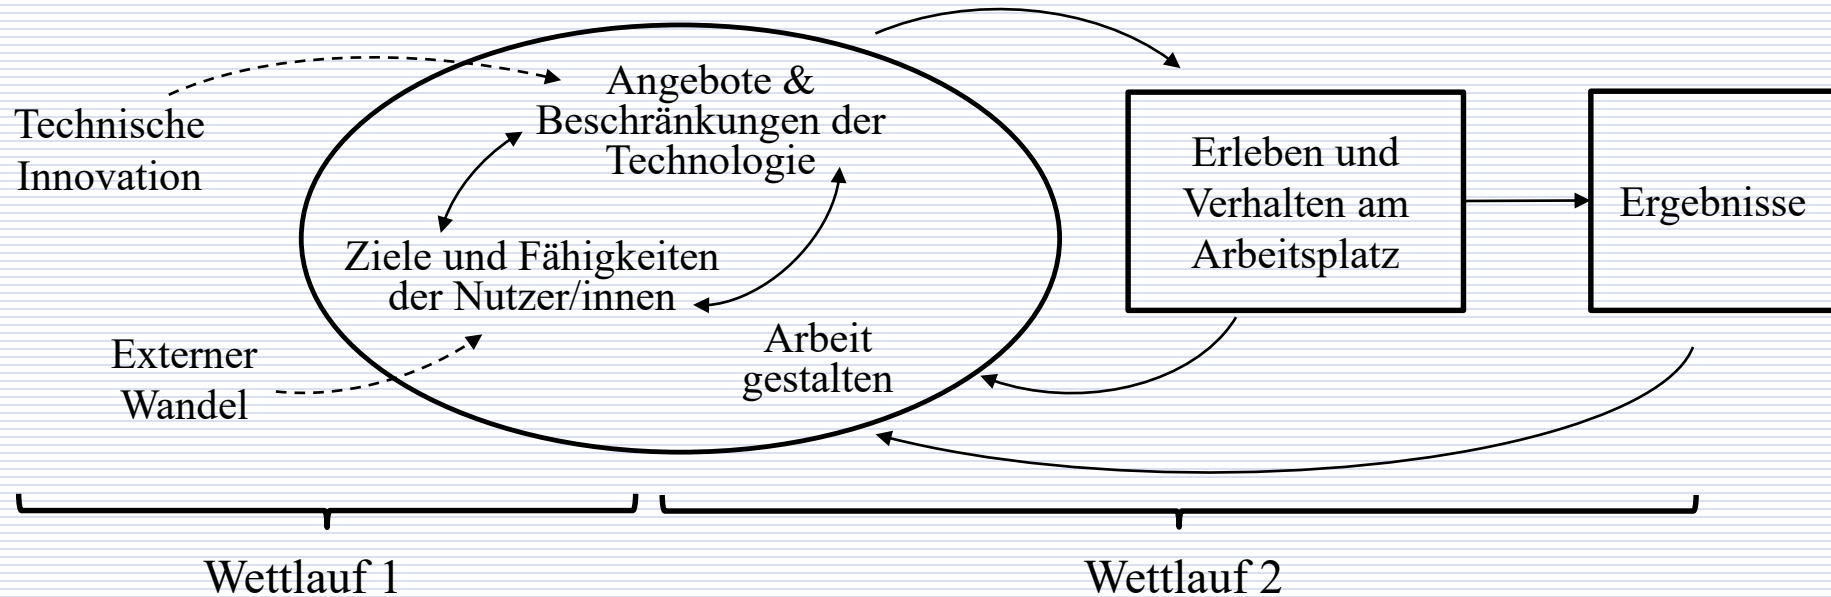 Technische
Innovation
Angebote &
Beschränkungen der
Technologie
Ziele und Fähigkeiten
der Nutzer/innen
Externer
Wandel
Arbeit
gestalten
Erleben und
Verhalten am
Arbeitsplatz
Ergebnisse
Wettlauf 1
Wettlauf 2